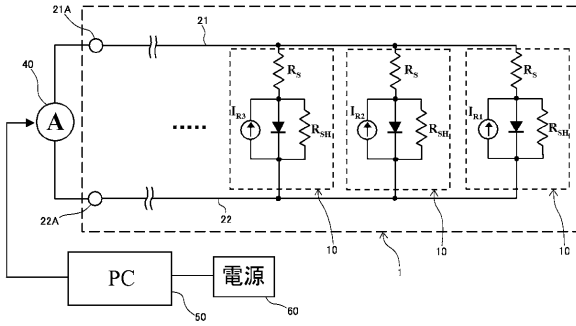 21A
21
40
A
R_S
R_S
R_S
I_R3
R_SH
I_R2
R_SH
I_R1
R_SH
.....
22A
22
10
10
10
1
PC
電源
50
60